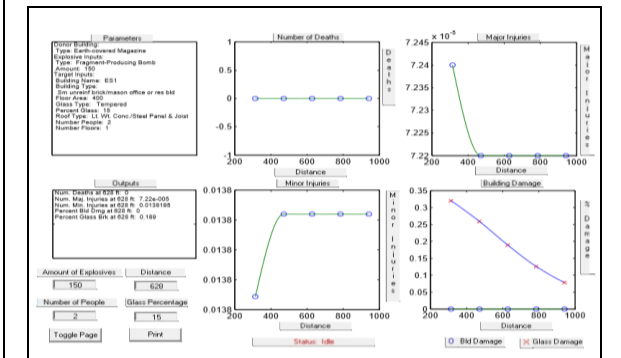 Parameters
Donor Building:
Type: Earth-covered Magazine
Explosive Inputs:
Type: Fragment-Producing Bomb
Amount: 150
Target Inputs:
Building Name: ES1
Building Type:
Sm unreinf brick/mason office or res bld
Floor Area: 400
Glass Type: Tempered
Percent Glass: 15
Roof Type: Lt. Wt. Conc./Steel Panel & Joist
Number People: 2
Number Floors: 1
Number of Deaths
1
0.5
0
-0.5
-1
200 400 600 800 1000
Distance
Deaths
x 10⁻⁵
Major Injuries
7.245
7.24
7.235
7.23
7.225
7.22
200 400 600 800 1000
Distance
Major Injuries
Outputs
Num. Deaths at 628 ft: 0
Num. Maj. Injuries at 628 ft: 7.22e-005
Num. Min. Injuries at 628 ft: 0.0138195
Percent Bld Dmg at 628 ft: 0
Percent Glass Brk at 628 ft: 0.189
Minor Injuries
0.0138
0.0138
0.0138
0.0138
0.0138
200 400 600 800 1000
Distance
Minor Injuries
Building Damage
0.35
0.3
0.25
0.2
0.15
0.1
0.05
0
200 400 600 800 1000
Distance
% Damage
Amount of Explosives Distance
150 628
Number of People Glass Percentage
2 15
Toggle Page Print
Status: Idle
Bld Damage Glass Damage